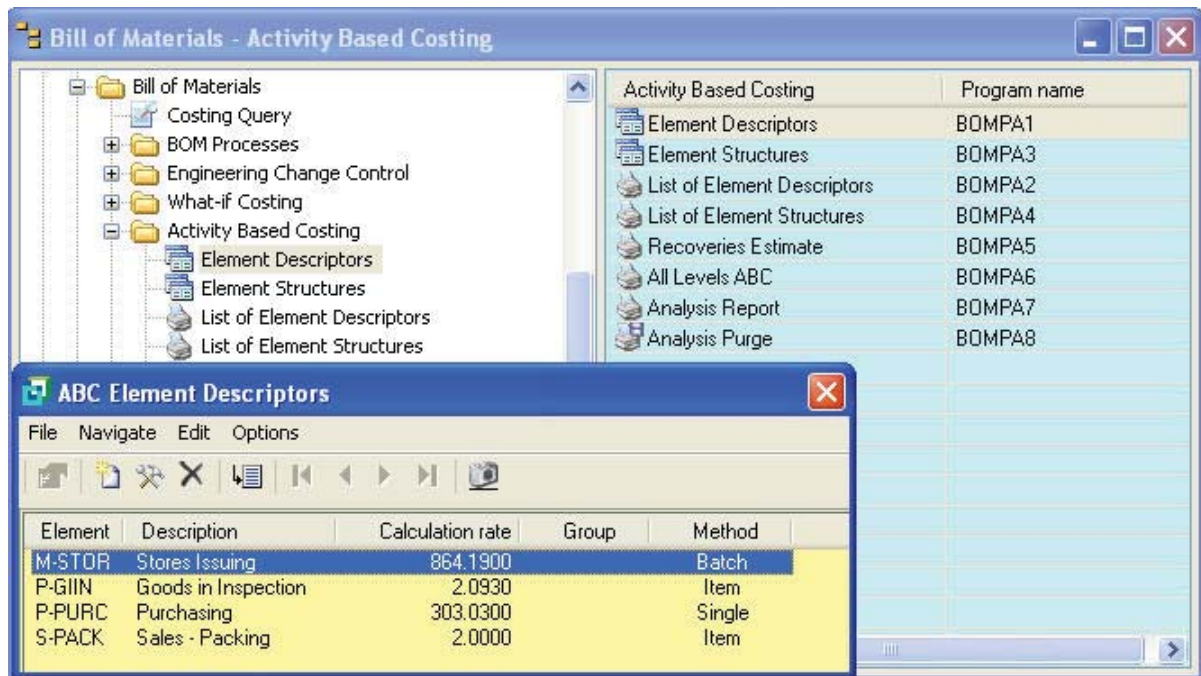 Bill of Materials - Activity Based Costing
Bill of Materials
Costing Query
BOM Processes
Engineering Change Control
What-if Costing
Activity Based Costing
Element Descriptors
Element Structures
List of Element Descriptors
List of Element Structures
Activity Based Costing Program name
Element Descriptors BOMPA1
Element Structures BOMPA3
List of Element Descriptors BOMPA2
List of Element Structures BOMPA4
Recoveries Estimate BOMPA5
All Levels ABC BOMPA6
Analysis Report BOMPA7
Analysis Purge BOMPA8
ABC Element Descriptors
File Navigate Edit Options
Element Description Calculation rate Group Method
M-STOR Stores Issuing 864.1900 Batch
P-GIIN Goods in Inspection 2.0930 Item
P-PURC Purchasing 303.0300 Single
S-PACK Sales - Packing 2.0000 Item